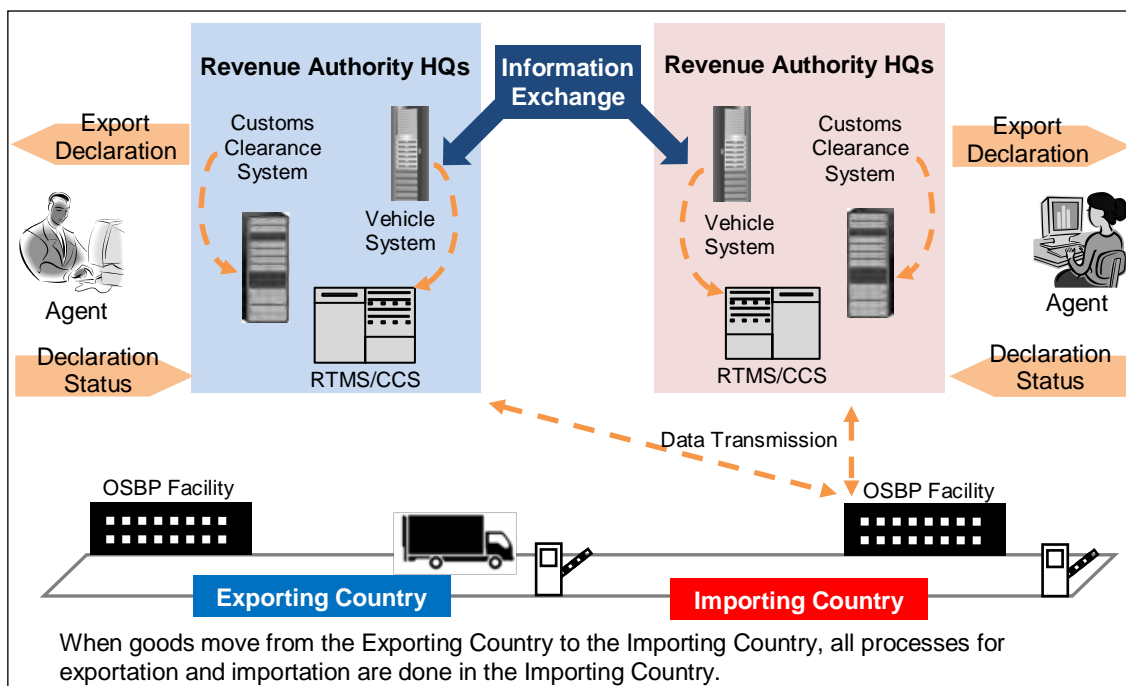 Revenue Authority HQs
Information
Exchange
Revenue Authority HQs
Export
Declaration
Customs
Clearance
System
Vehicle
System
Vehicle
System
Customs
Clearance
System
Export
Declaration
Agent
Agent
Declaration
Status
RTMS/CCS
RTMS/CCS
Declaration
Status
Data Transmission
OSBP Facility
OSBP Facility
Exporting Country
Importing Country
When goods move from the Exporting Country to the Importing Country, all processes for
exportation and importation are done in the Importing Country.